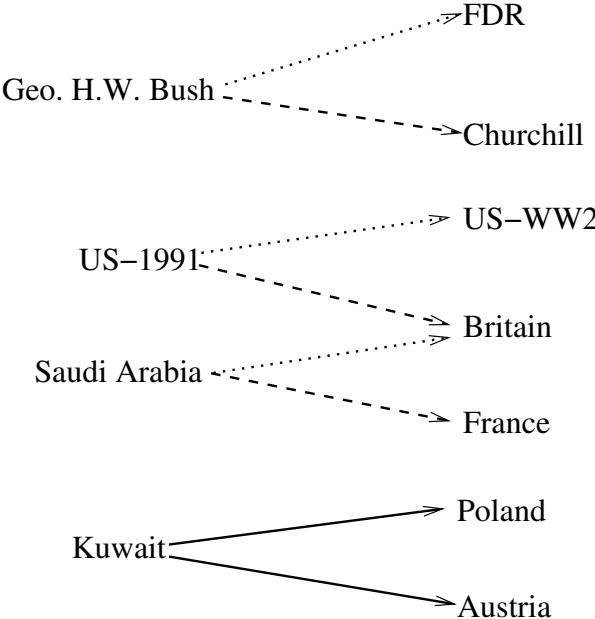 FDR
Geo. H.W. Bush
Churchill
US−WW2
US−1991
Britain
Saudi Arabia
France
Poland
Kuwait
Austria